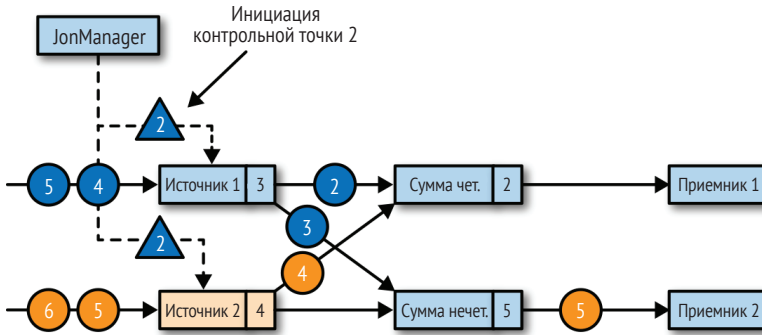 Инициация
контрольной точки 2
JonManager
2
5 4 Источник 1 3 2 Сумма чет. 2 Приемник 1
3
2
4
6 5 Источник 2 4 Сумма нечет. 5 5 Приемник 2